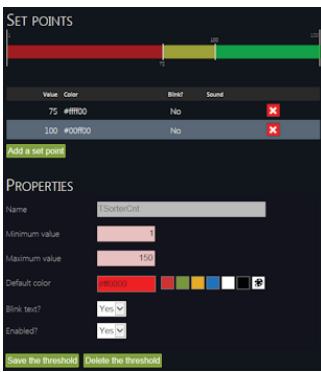 SET POINTS
100
75
Value Color Blink? Sound
75 #ffff00 No
100 #00ff00 No
Add a set point
PROPERTIES
Name TSorterCnt
Minimum value 1
Maximum value 150
Default color #ff0000
Blink text? Yes
Enabled? Yes
Save the threshold Delete the threshold